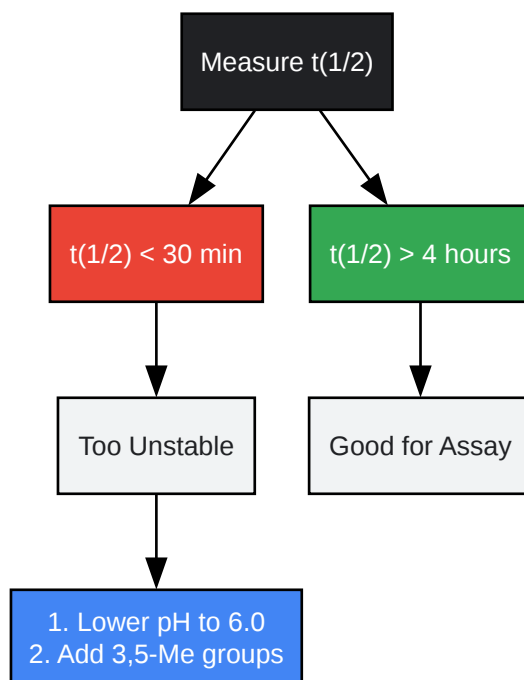 Measure t(1/2)
t(1/2) < 30 min
t(1/2) > 4 hours
Too Unstable
Good for Assay
1. Lower pH to 6.0
2. Add 3,5-Me groups